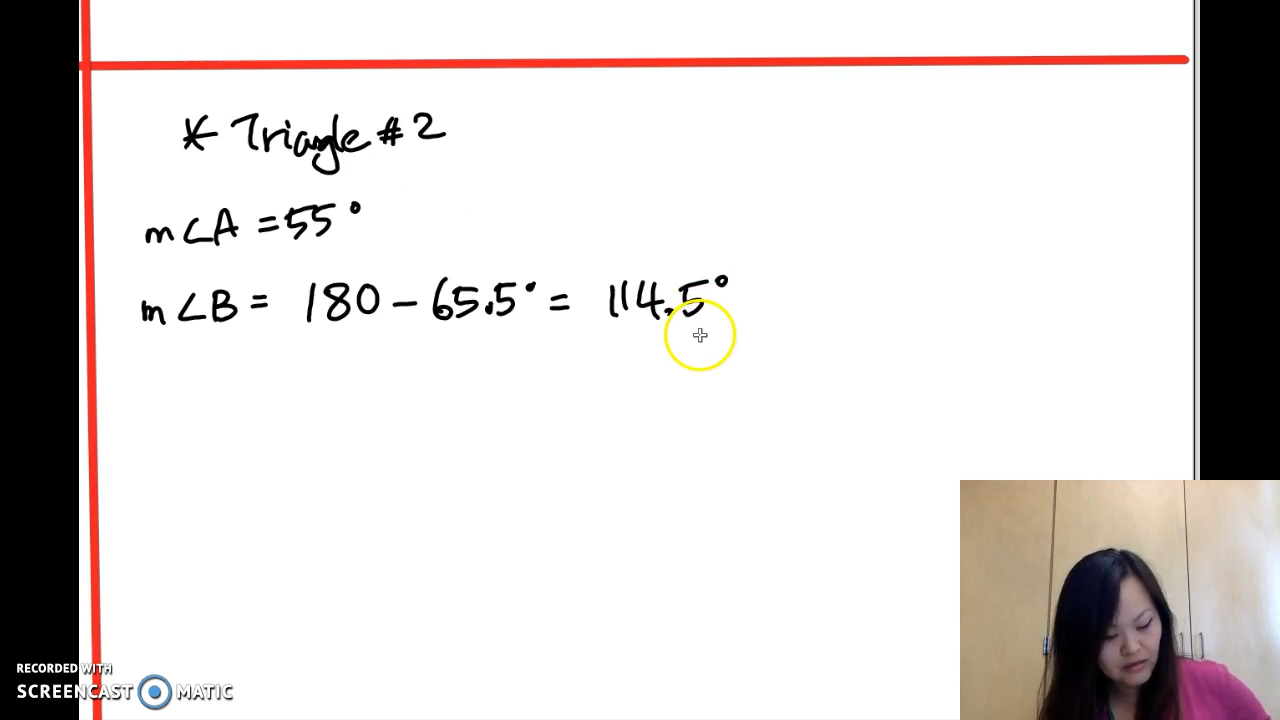 * Triangle #2
m∠A = 55°
m∠B = 180 - 65.5° = 114.5°
RECORDED WITH
SCREENCAST MATIC